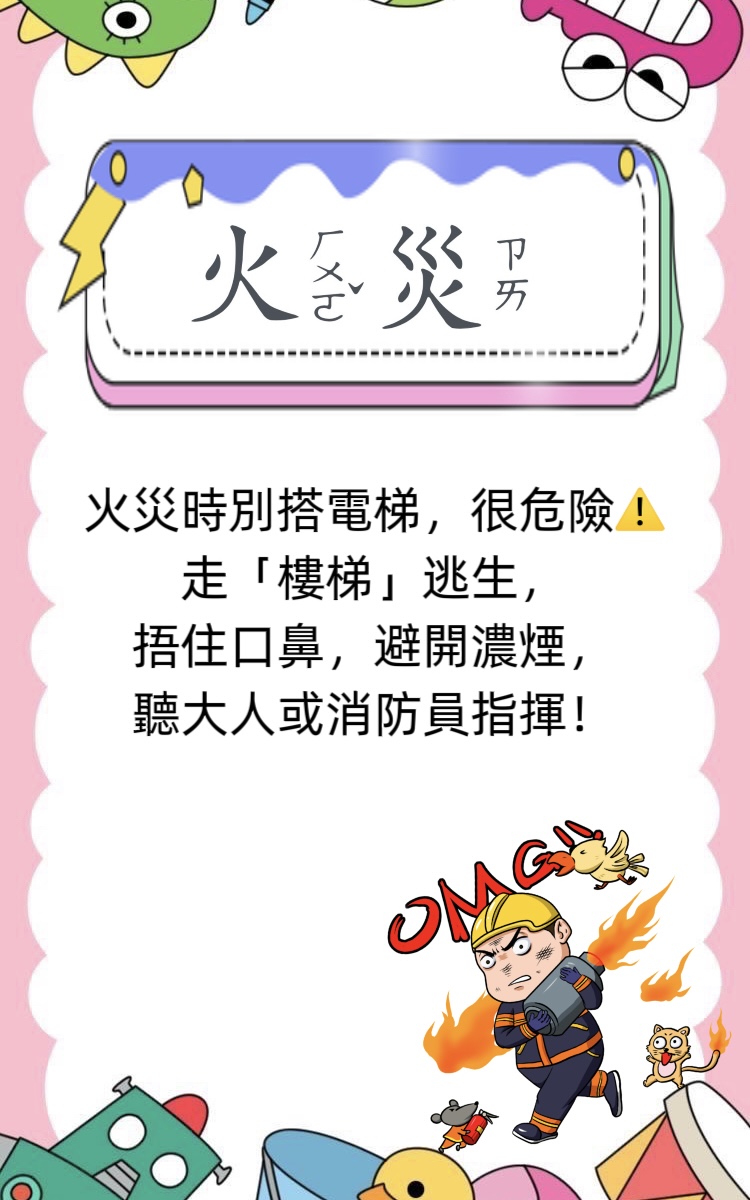 火ㄏㄨㄛˇ災ㄗㄞ
火災時別搭電梯，很危險⚠️
走「樓梯」逃生，
捂住口鼻，避開濃煙，
聽大人或消防員指揮！
OMG!!